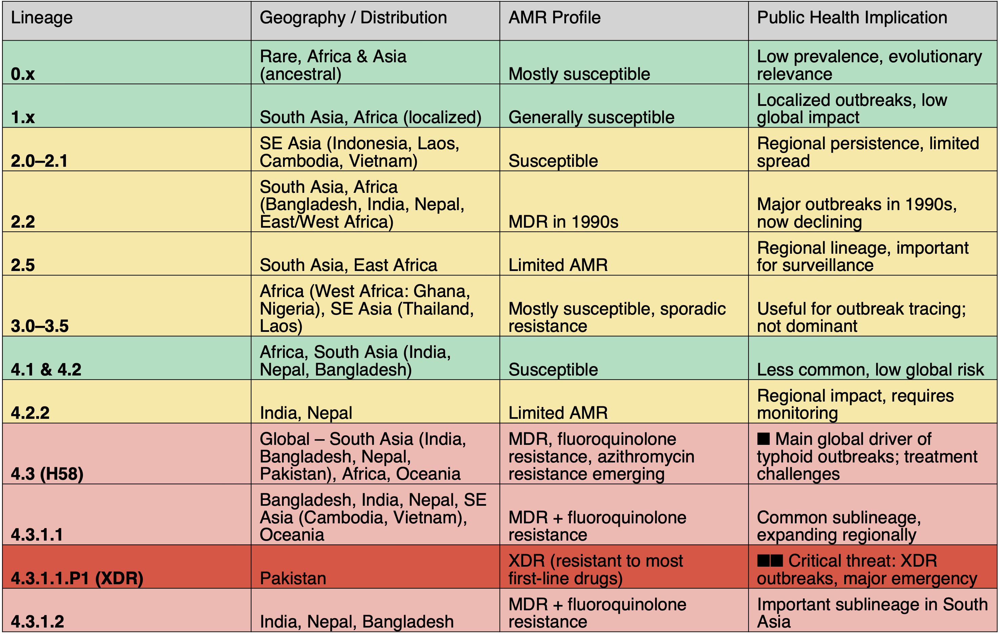 Lineage
Geography / Distribution
AMR Profile
Public Health Implication
0.x
Rare, Africa & Asia
(ancestral)
Mostly susceptible
Low prevalence, evolutionary
relevance
1.x
South Asia, Africa (localized)
Generally susceptible
Localized outbreaks, low
global impact
2.0–2.1
SE Asia (Indonesia, Laos,
Cambodia, Vietnam)
Susceptible
Regional persistence, limited
spread
2.2
South Asia, Africa
(Bangladesh, India, Nepal,
East/West Africa)
MDR in 1990s
Major outbreaks in 1990s,
now declining
2.5
South Asia, East Africa
Limited AMR
Regional lineage, important
for surveillance
3.0–3.5
Africa (West Africa: Ghana,
Nigeria), SE Asia (Thailand,
Laos)
Mostly susceptible, sporadic
resistance
Useful for outbreak tracing;
not dominant
4.1 & 4.2
Africa, South Asia (India,
Nepal, Bangladesh)
Susceptible
Less common, low global risk
4.2.2
India, Nepal
Limited AMR
Regional impact, requires
monitoring
4.3 (H58)
Global – South Asia (India,
Bangladesh, Nepal,
Pakistan), Africa, Oceania
MDR, fluoroquinolone
resistance, azithromycin
resistance emerging
■ Main global driver of
typhoid outbreaks; treatment
challenges
4.3.1.1
Bangladesh, India, Nepal, SE
Asia (Cambodia, Vietnam),
Oceania
MDR + fluoroquinolone
resistance
Common sublineage,
expanding regionally
4.3.1.1.P1 (XDR)
Pakistan
XDR (resistant to most
first-line drugs)
■■ Critical threat: XDR
outbreaks, major emergency
4.3.1.2
India, Nepal, Bangladesh
MDR + fluoroquinolone
resistance
Important sublineage in South
Asia